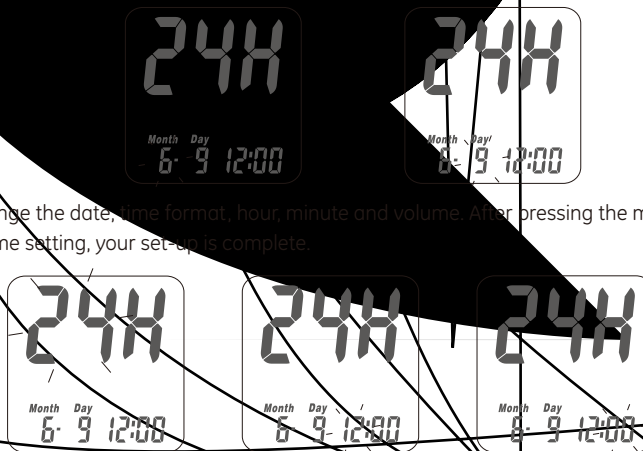 24H 24H
Month Day Month Day
6 9 12:00 6 9 12:00
the date, time format, hour, minute and volume. After pressing the
setting, your set-up is complete.
24H 24H 24H
Month Day Month Day Month Day
6 9 12:00 6 9 12:00 6 9 12:00